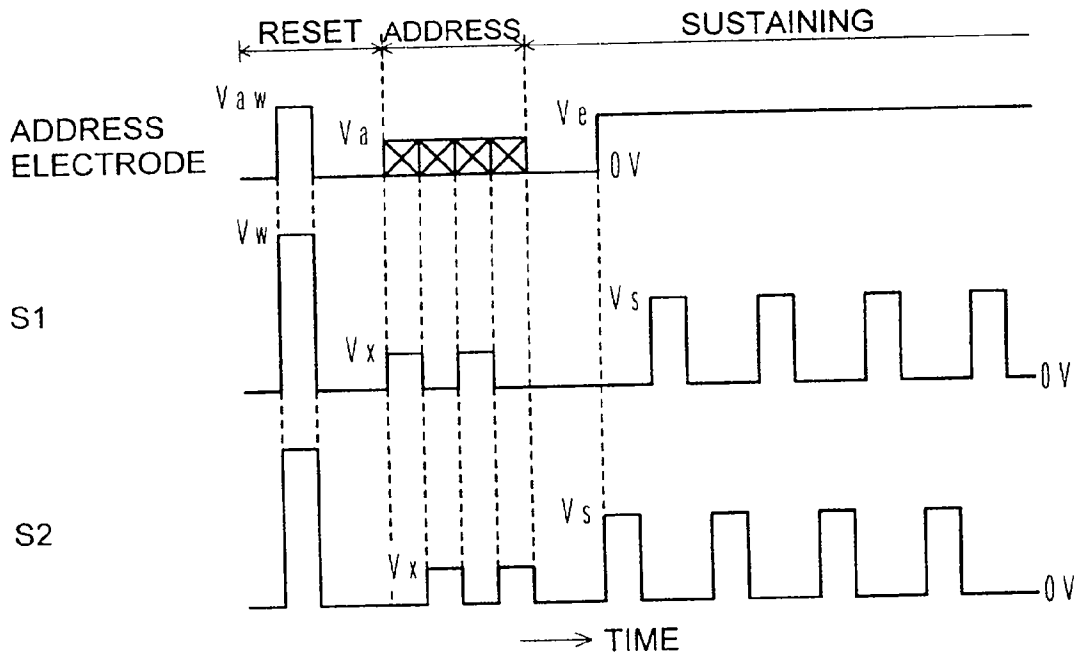 RESET ADDRESS SUSTAINING
Vaw
Va
Ve
ADDRESS
ELECTRODE
0V
Vw
S1
Vs
Vx
0V
S2
Vs
Vx
0V
TIME